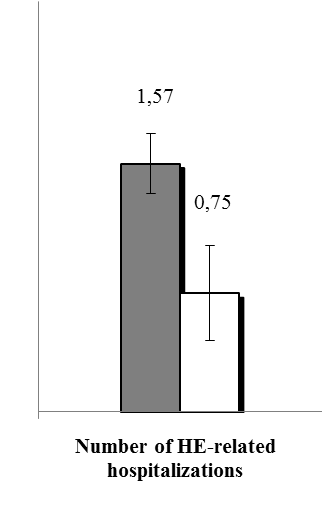 1,57
0,75
Number of HE-related
hospitalizations